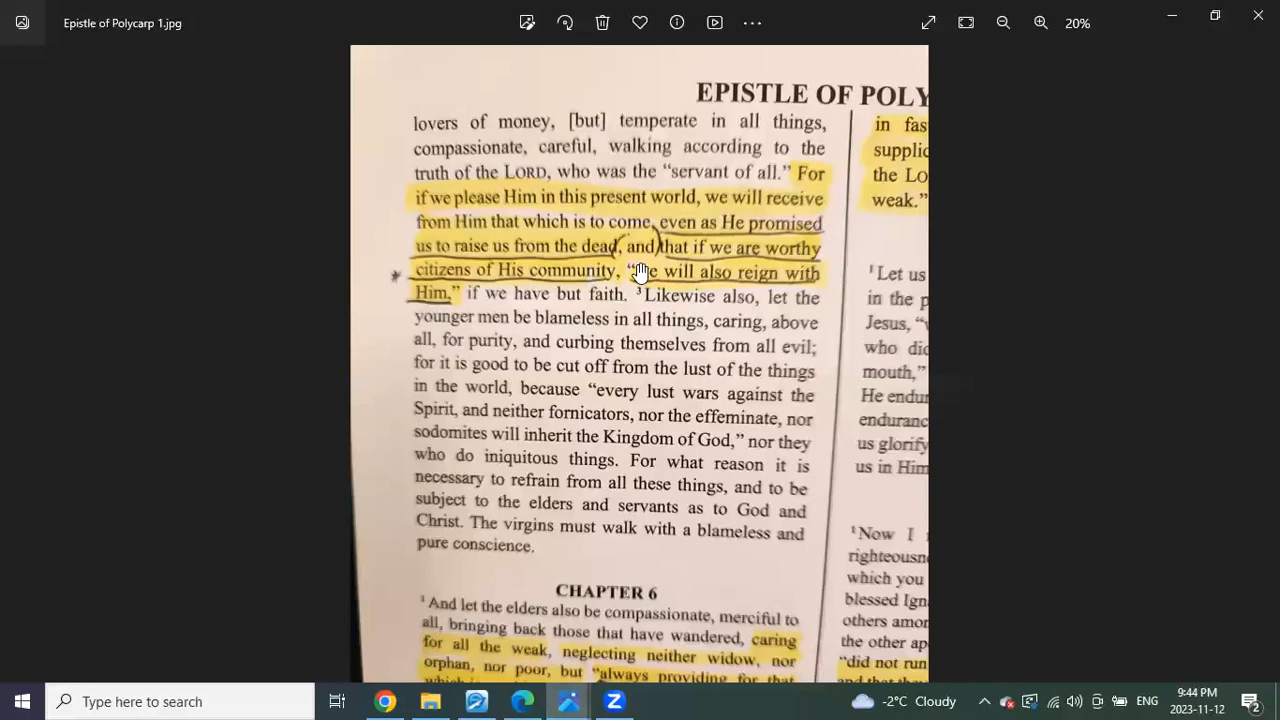 Epistle of Polycarp 1.jpg
20%
EPISTLE OF POLY
lovers of money, [but] temperate in all things,
compassionate, careful, walking according to the
truth of the LORD, who was the “servant of all.” For
if we please Him in this present world, we will receive
from Him that which is to come, even as He promised
us to raise us from the dead, and that if we are worthy
citizens of His community, “we will also reign with
* Him,” if we have but faith. ³Likewise also, let the
younger men be blameless in all things, caring, above
all, for purity, and curbing themselves from all evil;
for it is good to be cut off from the lust of the things
in the world, because “every lust wars against the
Spirit, and neither fornicators, nor the effeminate, nor
sodomites will inherit the Kingdom of God,” nor they
who do iniquitous things. For what reason it is
necessary to refrain from all these things, and to be
subject to the elders and servants as to God and
Christ. The virgins must walk with a blameless and
pure conscience.
CHAPTER 6
¹And let the elders also be compassionate, merciful to
all, bringing back those that have wandered, caring
for all the weak, neglecting neither widow, nor
orphan, nor poor, but “always providing for that
in fas
supplic
the Lo
weak.”
¹Let us
in the p
Jesus, “w
who dic
mouth,”
He endur
enduranc
us glorify
us in Him
¹Now I
righteousn
which you
blessed Ign
others amon
the other ap
“did not run
Type here to search
-2°C Cloudy
ENG
9:44 PM
2023-11-12
2